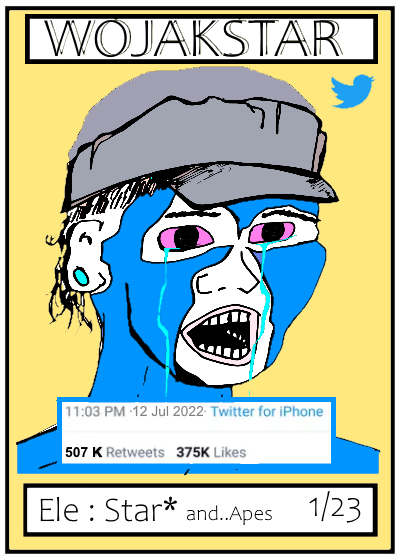 WOJAKSTAR
11:03 PM ·12 Jul 2022· Twitter for iPhone
507 K Retweets 375K Likes
Ele : Star* and..Apes 1/23